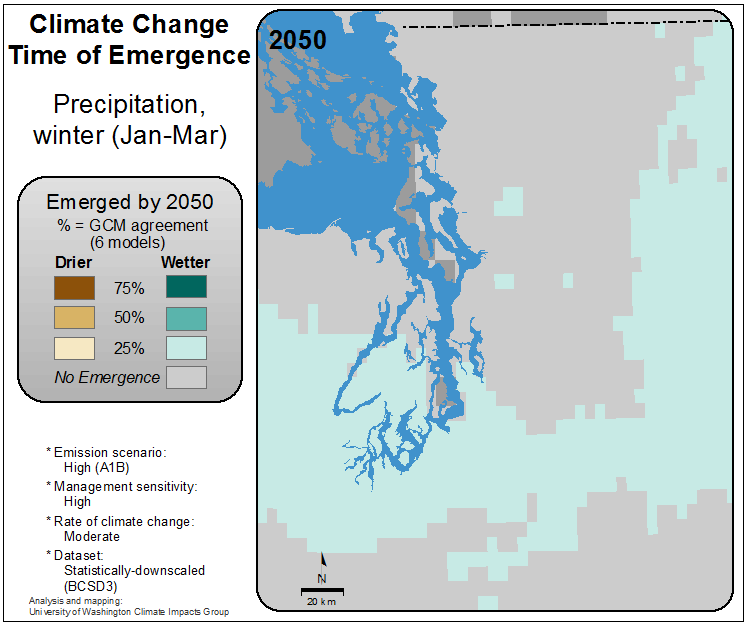 Climate Change
Time of Emergence
Precipitation,
winter (Jan-Mar)
Emerged by 2050
% = GCM agreement
(6 models)
Drier Wetter
75%
50%
25%
No Emergence
* Emission scenario:
High (A1B)
* Management sensitivity:
High
* Rate of climate change:
Moderate
* Dataset:
Statistically-downscaled
(BCSD3)
Analysis and mapping:
University of Washington Climate Impacts Group
2050
N
20 km